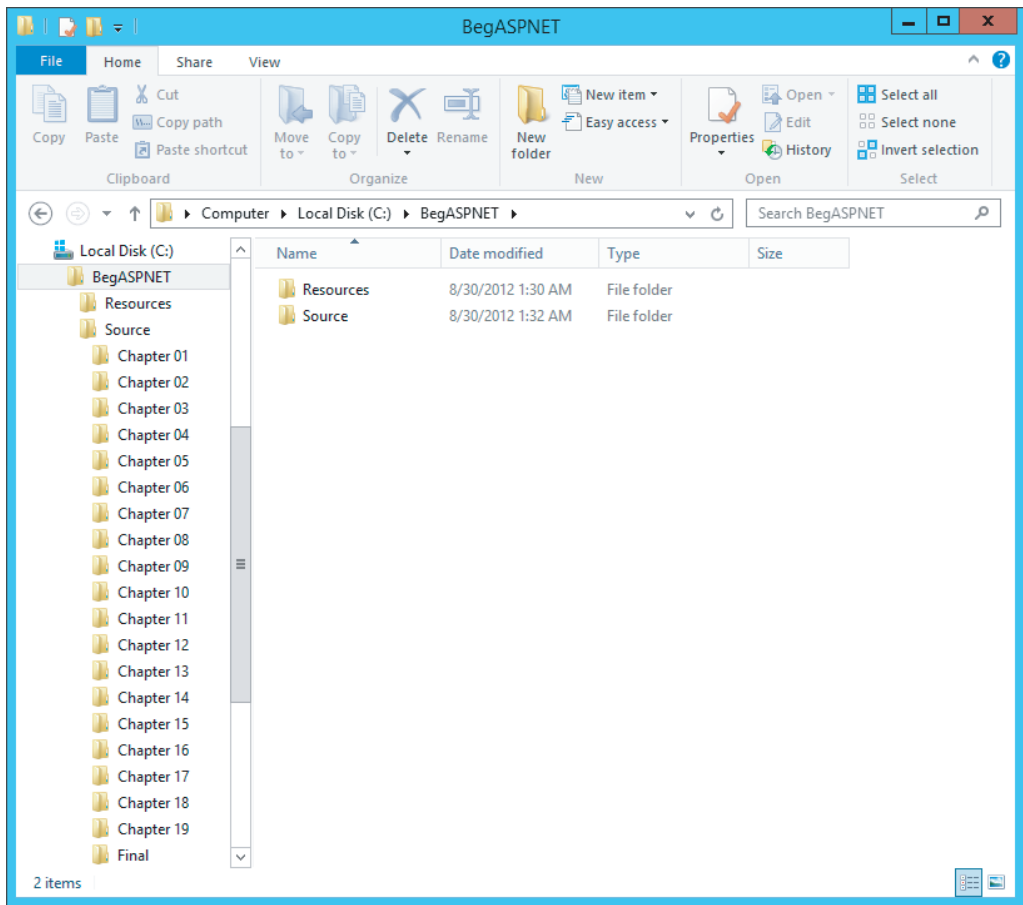 BegASPNET
File Home Share View
Copy
Paste
Cut
Copy path
Paste shortcut
Clipboard
Move to
Copy to
Delete
Rename
Organize
New folder
New item
Easy access
New
Properties
Open
Edit
History
Open
Select all
Select none
Invert selection
Select
Computer Local Disk (C:) BegASPNET
Search BegASPNET
Local Disk (C:)
BegASPNET
Resources
Source
Chapter 01
Chapter 02
Chapter 03
Chapter 04
Chapter 05
Chapter 06
Chapter 07
Chapter 08
Chapter 09
Chapter 10
Chapter 11
Chapter 12
Chapter 13
Chapter 14
Chapter 15
Chapter 16
Chapter 17
Chapter 18
Chapter 19
Final
Name Date modified Type Size
Resources 8/30/2012 1:30 AM File folder
Source 8/30/2012 1:32 AM File folder
2 items